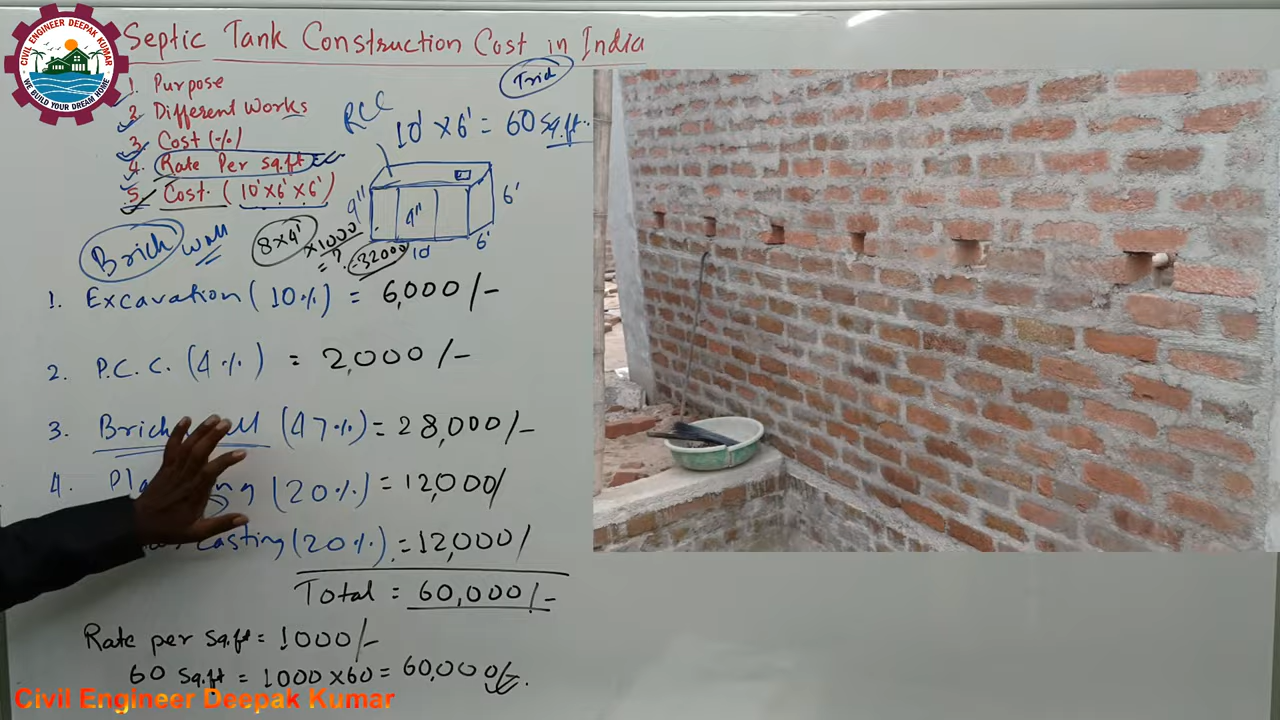 CIVIL ENGINEER DEEPAK KUMAR
WE BUILD YOUR DREAM HOME
Septic Tank Construction Cost in India
1. Purpose
2. Different Works
3. Cost (%)
4. Rate Per sq.ft
5. Cost (10'x6'x6')
Trick
RCC
10' x 6' = 60 sq.ft.
9"
4"
6'
10'
6'
Brick Wall
8x4'
x1000
= ?
32000
1. Excavation (10%) = 6,000/-
2. P.C.C. (4%) = 2,000/-
3. Brick Wall (47%) = 28,000/-
4. (20%) = 12,000/
Casting (20%) = 12,000/
Total = 60,000/-
Rate per sq.ft = 1000/-
60 sq.ft = 1000 x 60 = 60,000/-.
Civil Engineer Deepak Kumar